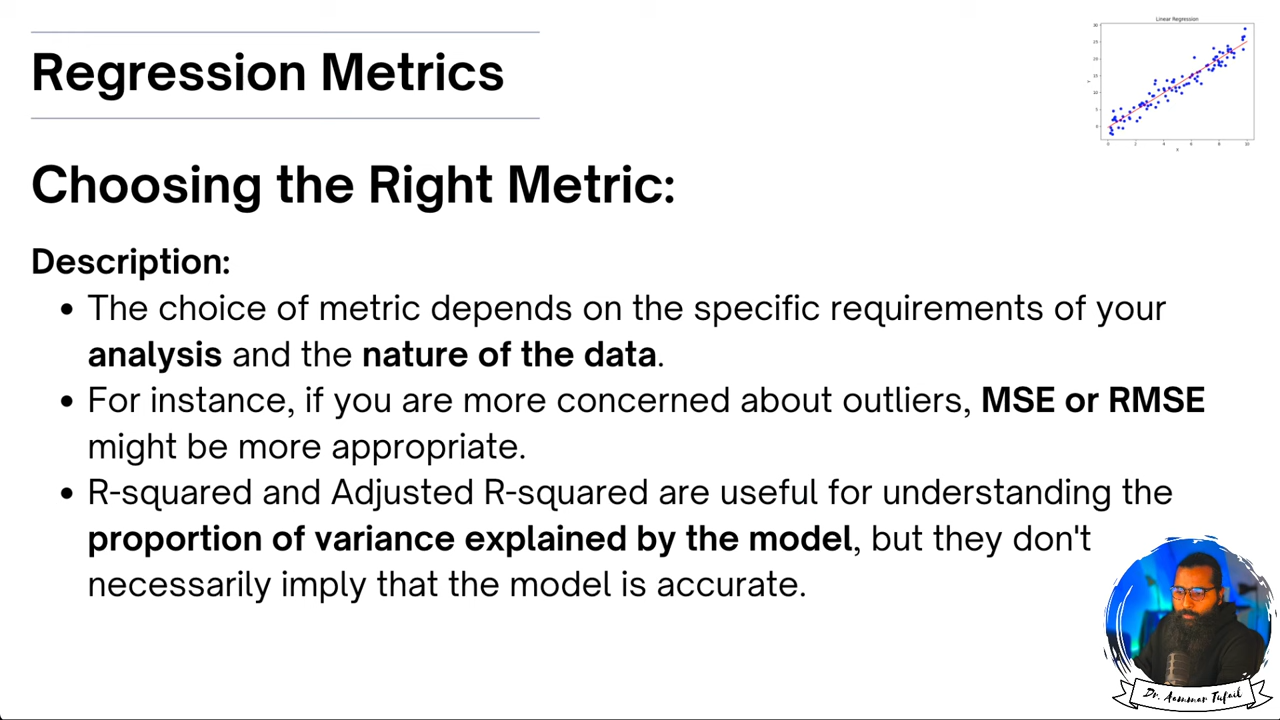 Regression Metrics
Linear Regression
Choosing the Right Metric:
Description:
• The choice of metric depends on the specific requirements of your
analysis and the nature of the data.
• For instance, if you are more concerned about outliers, MSE or RMSE
might be more appropriate.
• R-squared and Adjusted R-squared are useful for understanding the
proportion of variance explained by the model, but they don't
necessarily imply that the model is accurate.
Dr. Aammar Tufail